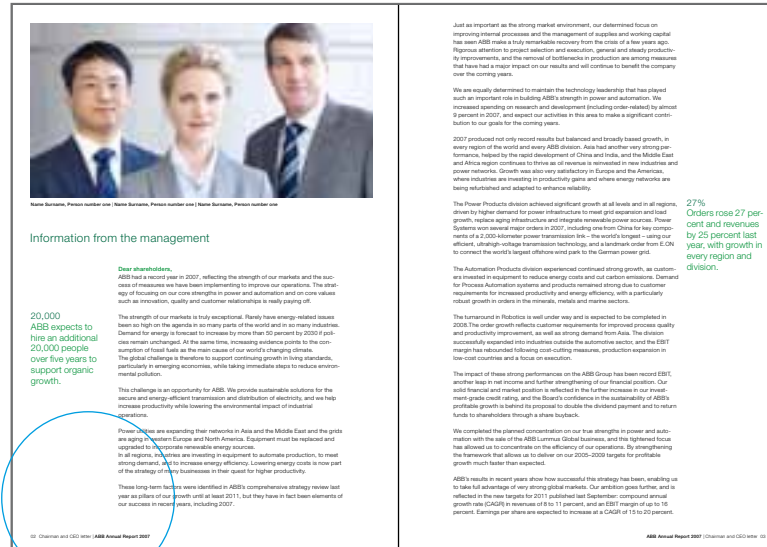 Name Surname, Person number one | Name Surname, Person number one | Name Surname, Person number one
Information from the management
Dear shareholders,
ABB had a record year in 2007, reflecting the strength of our markets and the suc-
cess of measures we have been implementing to improve our operations. The strat-
egy of focusing on our core strengths in power and automation and on core values
such as innovation, quality and customer relationships is really paying off.
20,000
ABB expects to
hire an additional
20,000 people
over five years to
support organic
growth.
The strength of our markets is truly exceptional. Rarely have energy-related issues
been so high on the agenda in so many parts of the world and in so many industries.
Demand for energy is forecast to increase by more than 50 percent by 2030 if poli-
cies remain unchanged. At the same time, increasing evidence points to the con-
sumption of fossil fuels as the main cause of our world's changing climate.
The global challenge is therefore to support continuing growth in living standards,
particularly in emerging economies, while taking immediate steps to reduce environ-
mental pollution.
This challenge is an opportunity for ABB. We provide sustainable solutions for the
secure and energy-efficient transmission and distribution of electricity, and we help
increase productivity while lowering the environmental impact of industrial
operations.
Power utilities are expanding their networks in Asia and the Middle East and the grids
are aging in western Europe and North America. Equipment must be replaced and
upgraded to incorporate renewable energy sources.
In all regions, industries are investing in equipment to automate production, to meet
strong demand, and to increase energy efficiency. Lowering energy costs is now part
of the strategy of many businesses in their quest for higher productivity.
These long-term factors were identified in ABB's comprehensive strategy review last
year as pillars of our growth until at least 2011, but they have in fact been elements of
our success in recent years, including 2007.
02 Chairman and CEO letter | ABB Annual Report 2007
Just as important as the strong market environment, our determined focus on
improving internal processes and the management of supplies and working capital
has seen ABB make a truly remarkable recovery from the crisis of a few years ago.
Rigorous attention to project selection and execution, general and steady productiv-
ity improvements, and the removal of bottlenecks in production are among measures
that have had a major impact on our results and will continue to benefit the company
over the coming years.
We are equally determined to maintain the technology leadership that has played
such an important role in building ABB's strength in power and automation. We
increased spending on research and development (including order-related) by almost
9 percent in 2007, and expect our activities in this area to make a significant contri-
bution to our goals for the coming years.
2007 produced not only record results but balanced and broadly based growth, in
every region of the world and every ABB division. Asia had another very strong per-
formance, helped by the rapid development of China and India, and the Middle East
and Africa region continues to thrive as oil revenue is reinvested in new industries and
power networks. Growth was also very satisfactory in Europe and the Americas,
where industries are investing in productivity gains and where energy networks are
being refurbished and adapted to enhance reliability.
The Power Products division achieved significant growth at all levels and in all regions,
driven by higher demand for power infrastructure to meet grid expansion and load
growth, replace aging infrastructure and integrate renewable power sources. Power
Systems won several major orders in 2007, including one from China for key compo-
nents of a 2,000-kilometer power transmission link – the world's longest – using our
efficient, ultrahigh-voltage transmission technology, and a landmark order from E.ON
to connect the world's largest offshore wind park to the German power grid.
27%
Orders rose 27 per-
cent and revenues
by 25 percent last
year, with growth in
every region and
division.
The Automation Products division experienced continued strong growth, as custom-
ers invested in equipment to reduce energy costs and cut carbon emissions. Demand
for Process Automation systems and products remained strong due to customer
requirements for increased productivity and energy efficiency, with a particularly
robust growth in orders in the minerals, metals and marine sectors.
The turnaround in Robotics is well under way and is expected to be completed in
2008.The order growth reflects customer requirements for improved process quality
and productivity improvement, as well as strong demand from Asia. The division
successfully expanded into industries outside the automotive sector, and the EBIT
margin has rebounded following cost-cutting measures, production expansion in
low-cost countries and a focus on execution.
The impact of these strong performances on the ABB Group has been record EBIT,
another leap in net income and further strengthening of our financial position. Our
solid financial and market position is reflected in the further increase in our invest-
ment-grade credit rating, and the Board's confidence in the sustainability of ABB's
profitable growth is behind its proposal to double the dividend payment and to return
funds to shareholders through a share buyback.
We completed the planned concentration on our true strengths in power and auto-
mation with the sale of the ABB Lummus Global business, and this tightened focus
has allowed us to concentrate on the efficiency of our operations. By strengthening
the framework that allows us to deliver on our 2005–2009 targets for profitable
growth much faster than expected.
ABB's results in recent years show how successful this strategy has been, enabling us
to take full advantage of very strong global markets. Our ambition goes further, and is
reflected in the new targets for 2011 published last September: compound annual
growth rate (CAGR) in revenues of 8 to 11 percent, and an EBIT margin of up to 16
percent. Earnings per share are expected to increase at a CAGR of 15 to 20 percent.
ABB Annual Report 2007 | Chairman and CEO letter 03